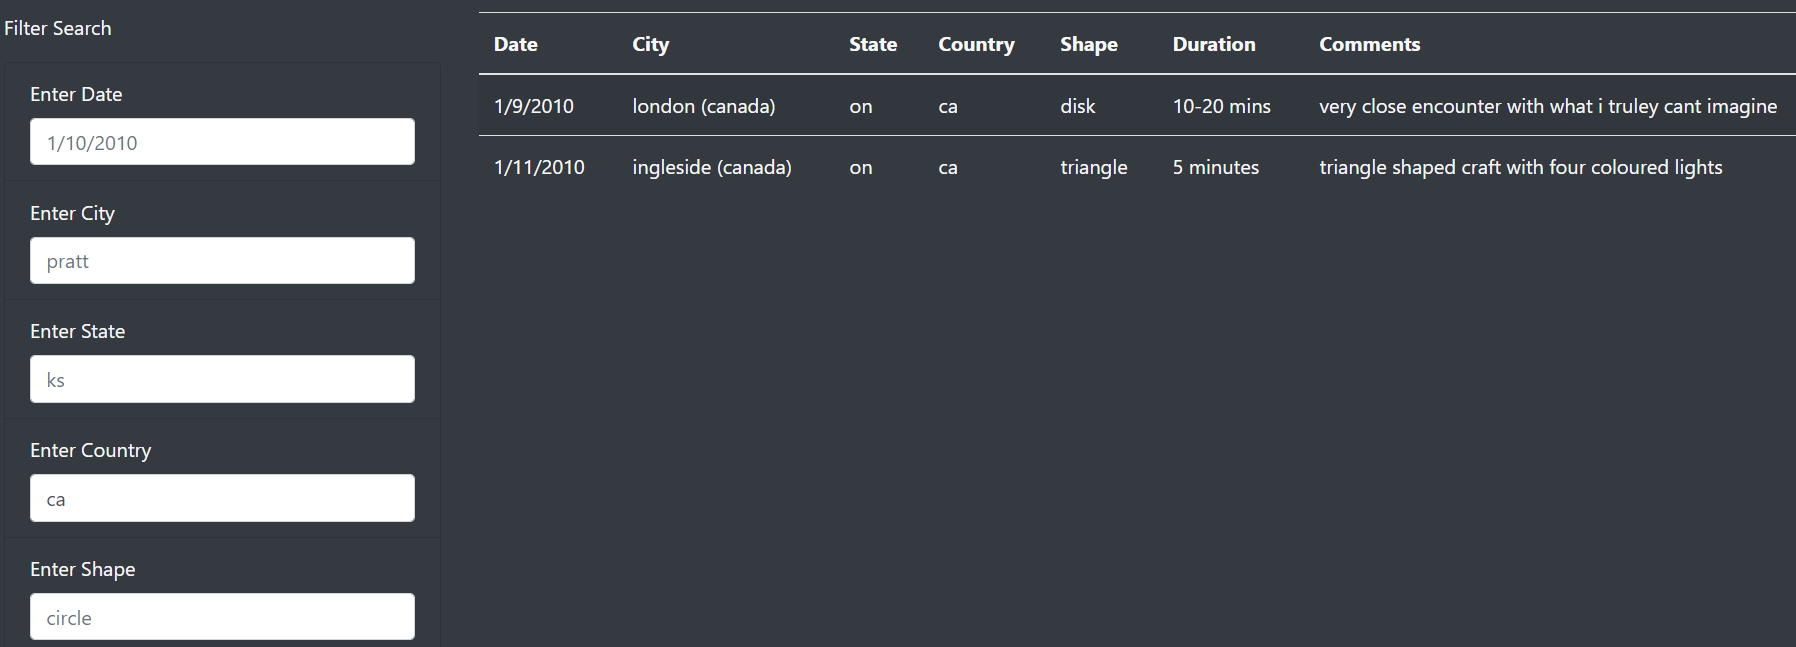 Filter Search
Enter Date
1/10/2010
Enter City
pratt
Enter State
ks
Enter Country
ca
Enter Shape
circle
Date City State Country Shape Duration Comments
1/9/2010 london (canada) on ca disk 10-20 mins very close encounter with what i truley cant imagine
1/11/2010 ingleside (canada) on ca triangle 5 minutes triangle shaped craft with four coloured lights